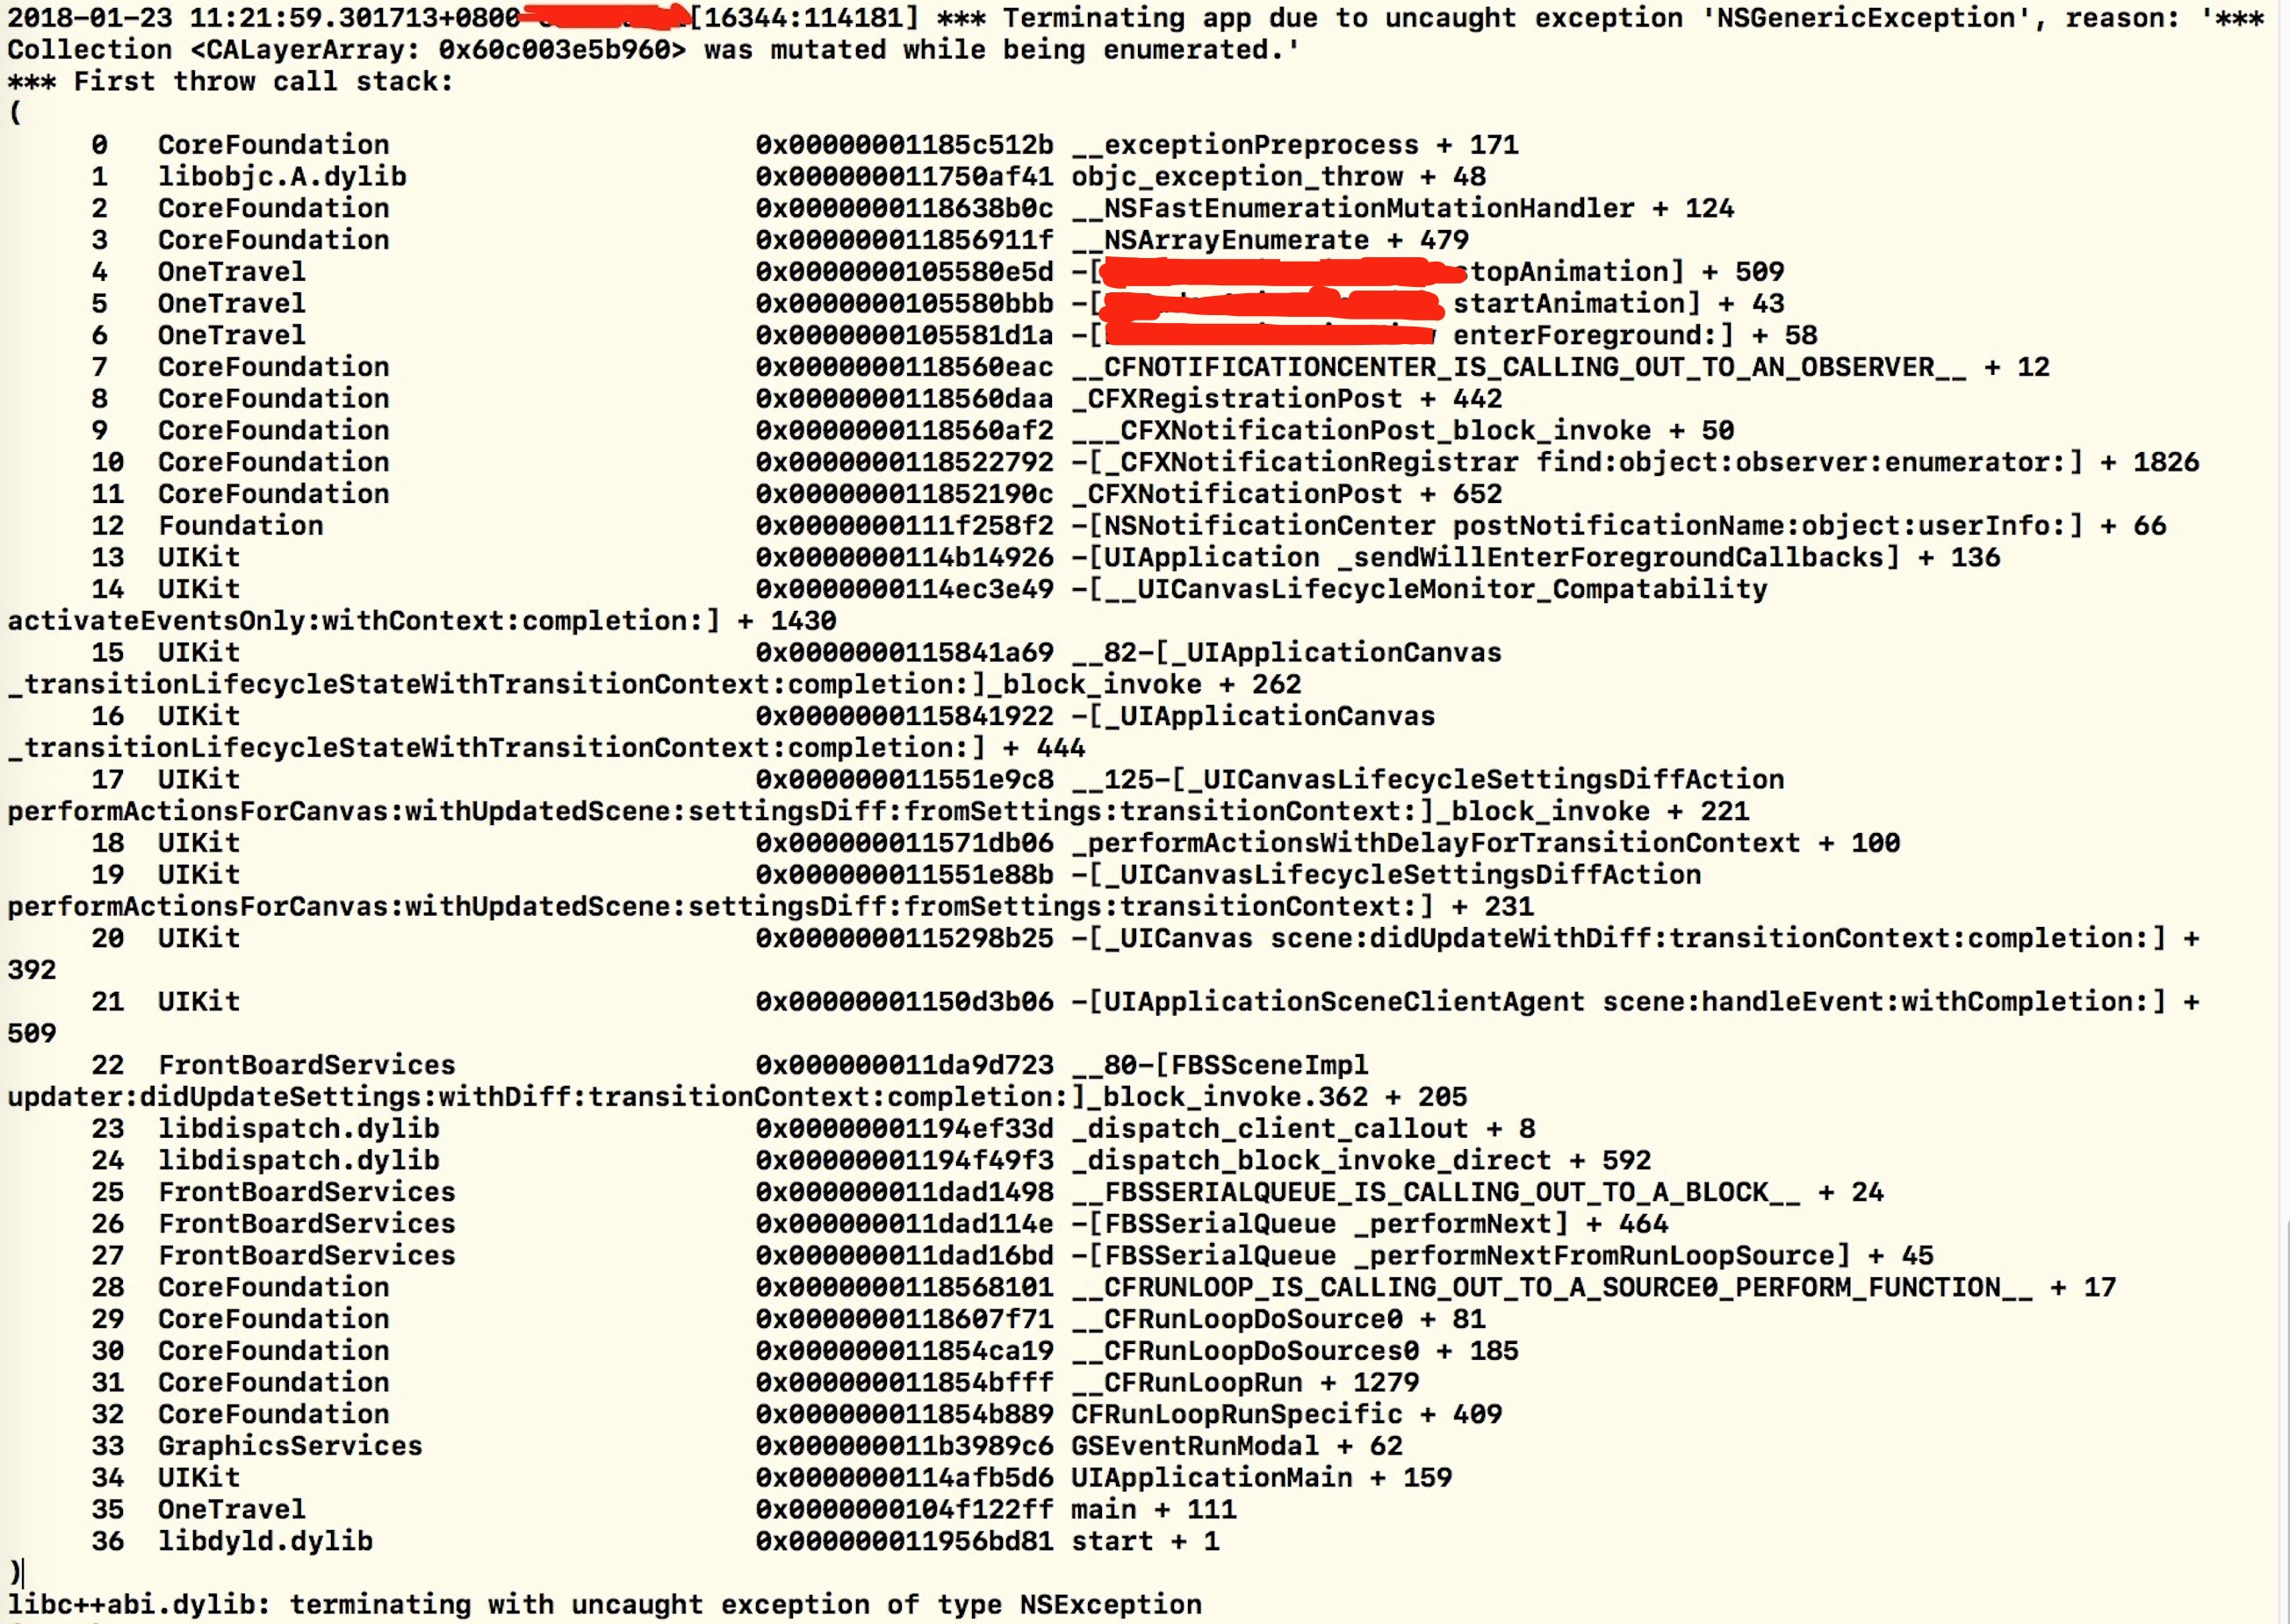 2018-01-23 11:21:59.301713+0800 [16344:114181] *** Terminating app due to uncaught exception 'NSGenericException', reason: '***
Collection <CALayerArray: 0x60c003e5b960> was mutated while being enumerated.'
*** First throw call stack:
(
0 CoreFoundation 0x00000001185c512b __exceptionPreprocess + 171
1 libobjc.A.dylib 0x000000011750af41 objc_exception_throw + 48
2 CoreFoundation 0x0000000118638b0c __NSFastEnumerationMutationHandler + 124
3 CoreFoundation 0x000000011856911f __NSArrayEnumerate + 479
4 OneTravel 0x0000000105580e5d -[ stopAnimation] + 509
5 OneTravel 0x0000000105580bbb -[ startAnimation] + 43
6 OneTravel 0x0000000105581d1a -[ enterForeground:] + 58
7 CoreFoundation 0x0000000118560eac __CFNOTIFICATIONCENTER_IS_CALLING_OUT_TO_AN_OBSERVER__ + 12
8 CoreFoundation 0x0000000118560daa _CFXRegistrationPost + 442
9 CoreFoundation 0x0000000118560af2 ___CFXNotificationPost_block_invoke + 50
10 CoreFoundation 0x0000000118522792 -[_CFXNotificationRegistrar find:object:observer:enumerator:] + 1826
11 CoreFoundation 0x000000011852190c _CFXNotificationPost + 652
12 Foundation 0x0000000111f258f2 -[NSNotificationCenter postNotificationName:object:userInfo:] + 66
13 UIKit 0x0000000114b14926 -[UIApplication _sendWillEnterForegroundCallbacks] + 136
14 UIKit 0x0000000114ec3e49 -[__UICanvasLifecycleMonitor_Compatability
activateEventsOnly:withContext:completion:] + 1430
15 UIKit 0x0000000115841a69 __82-[_UIApplicationCanvas
_transitionLifecycleStateWithTransitionContext:completion:]_block_invoke + 262
16 UIKit 0x0000000115841922 -[_UIApplicationCanvas
_transitionLifecycleStateWithTransitionContext:completion:] + 444
17 UIKit 0x000000011551e9c8 __125-[_UICanvasLifecycleSettingsDiffAction
performActionsForCanvas:withUpdatedScene:settingsDiff:fromSettings:transitionContext:]_block_invoke + 221
18 UIKit 0x000000011571db06 _performActionsWithDelayForTransitionContext + 100
19 UIKit 0x000000011551e88b -[_UICanvasLifecycleSettingsDiffAction
performActionsForCanvas:withUpdatedScene:settingsDiff:fromSettings:transitionContext:] + 231
20 UIKit 0x0000000115298b25 -[_UICanvas scene:didUpdateWithDiff:transitionContext:completion:] +
392
21 UIKit 0x00000001150d3b06 -[UIApplicationSceneClientAgent scene:handleEvent:withCompletion:] +
509
22 FrontBoardServices 0x000000011da9d723 __80-[FBSSceneImpl
updater:didUpdateSettings:withDiff:transitionContext:completion:]_block_invoke.362 + 205
23 libdispatch.dylib 0x00000001194ef33d _dispatch_client_callout + 8
24 libdispatch.dylib 0x00000001194f49f3 _dispatch_block_invoke_direct + 592
25 FrontBoardServices 0x000000011dad1498 __FBSSERIALQUEUE_IS_CALLING_OUT_TO_A_BLOCK__ + 24
26 FrontBoardServices 0x000000011dad114e -[FBSSerialQueue _performNext] + 464
27 FrontBoardServices 0x000000011dad16bd -[FBSSerialQueue _performNextFromRunLoopSource] + 45
28 CoreFoundation 0x0000000118568101 __CFRUNLOOP_IS_CALLING_OUT_TO_A_SOURCE0_PERFORM_FUNCTION__ + 17
29 CoreFoundation 0x0000000118607f71 __CFRunLoopDoSource0 + 81
30 CoreFoundation 0x000000011854ca19 __CFRunLoopDoSources0 + 185
31 CoreFoundation 0x000000011854bfff __CFRunLoopRun + 1279
32 CoreFoundation 0x000000011854b889 CFRunLoopRunSpecific + 409
33 GraphicsServices 0x000000011b3989c6 GSEventRunModal + 62
34 UIKit 0x0000000114afb5d6 UIApplicationMain + 159
35 OneTravel 0x0000000104f122ff main + 111
36 libdyld.dylib 0x000000011956bd81 start + 1
)
libc++abi.dylib: terminating with uncaught exception of type NSException